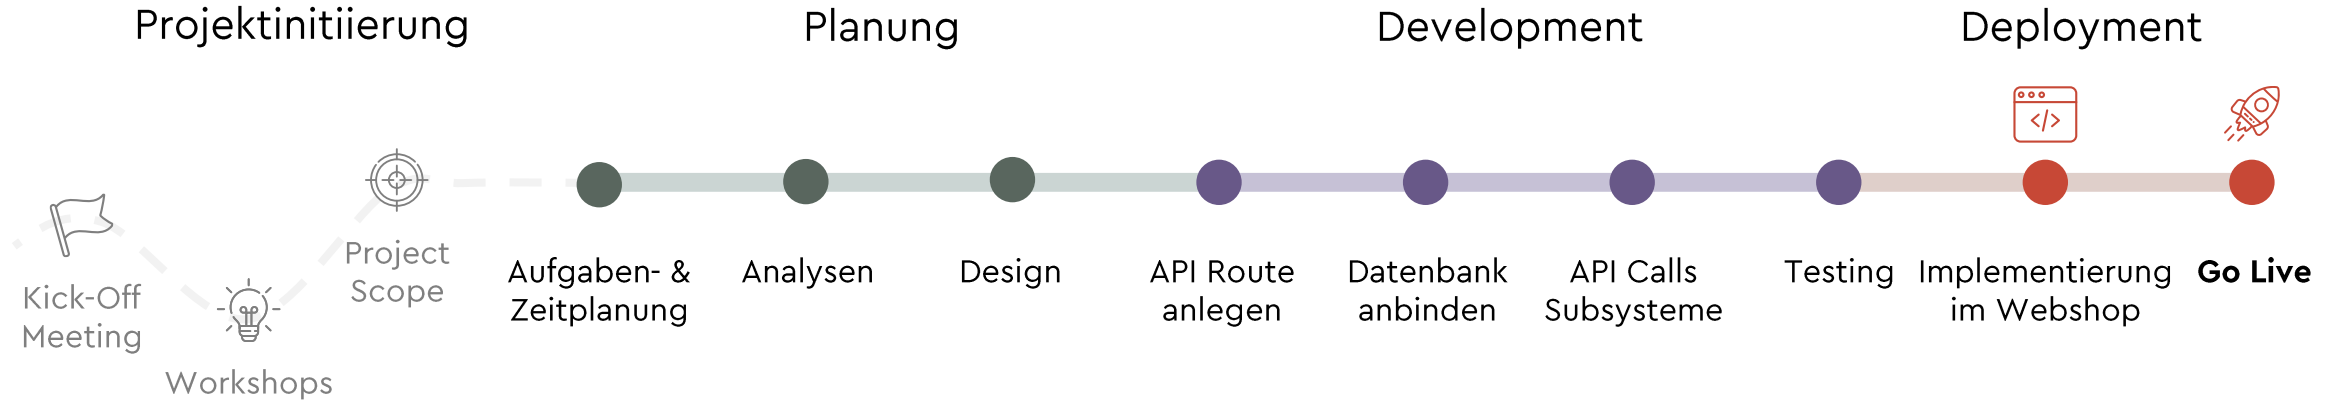 Projektinitiierung
Planung
Development
Deployment
Kick-Off
Meeting
Workshops
Project
Scope
Aufgaben- &
Zeitplanung
Analysen
Design
API Route
anlegen
Datenbank
anbinden
API Calls
Subsysteme
Testing
Implementierung
im Webshop
Go Live